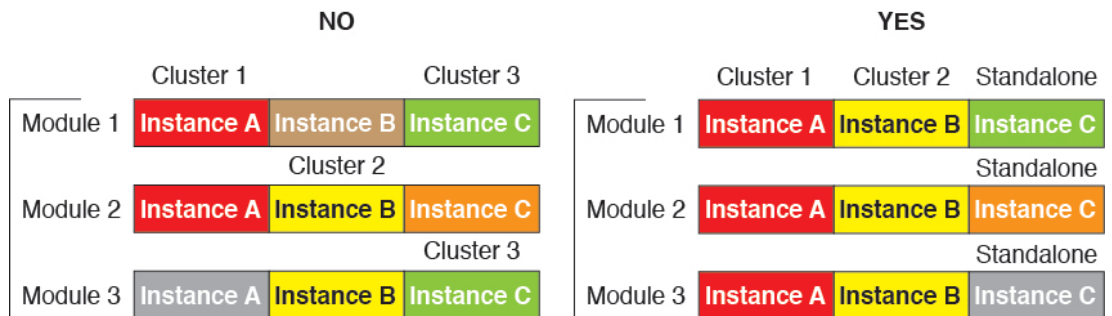 NO
Cluster 1 Cluster 3
Module 1 Instance A Instance B Instance C
Cluster 2
Module 2 Instance A Instance B Instance C
Cluster 3
Module 3 Instance A Instance B Instance C
YES
Cluster 1 Cluster 2 Standalone
Module 1 Instance A Instance B Instance C
Standalone
Module 2 Instance A Instance B Instance C
Standalone
Module 3 Instance A Instance B Instance C